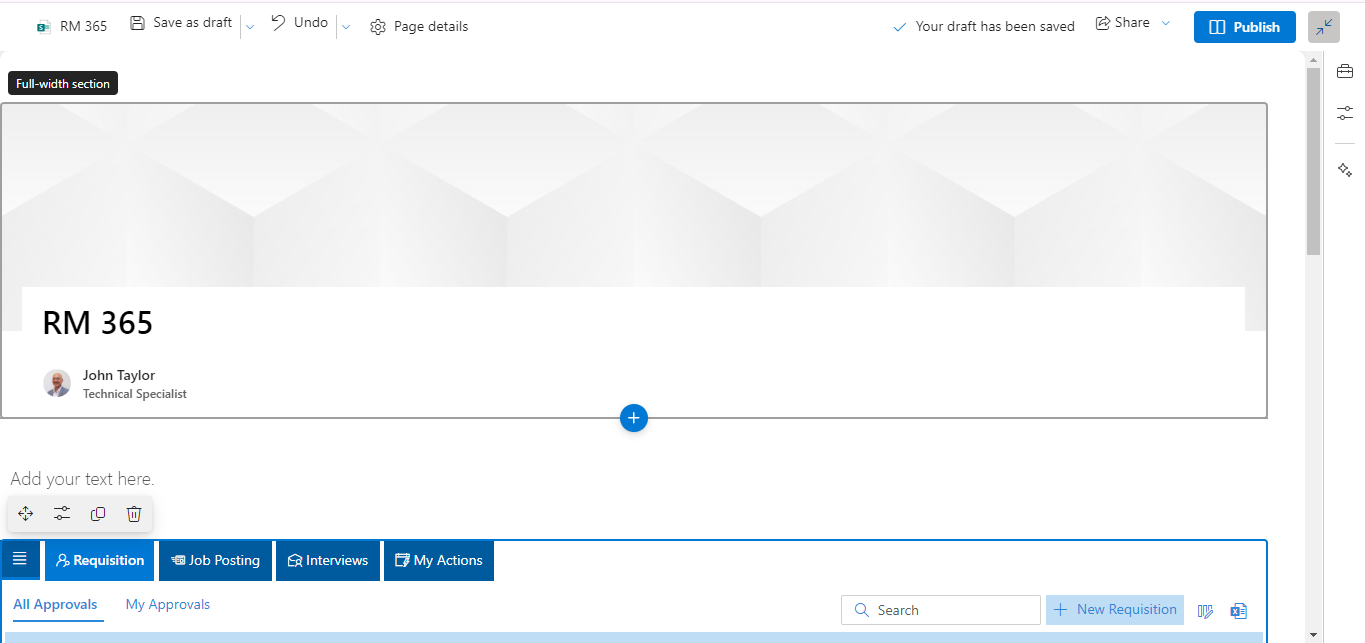 RM 365
Save as draft
Undo
Page details
Your draft has been saved
Share
Publish
Full-width section
RM 365
John Taylor
Technical Specialist
Add your text here.
Requisition
Job Posting
Interviews
My Actions
All Approvals
My Approvals
Search
New Requisition